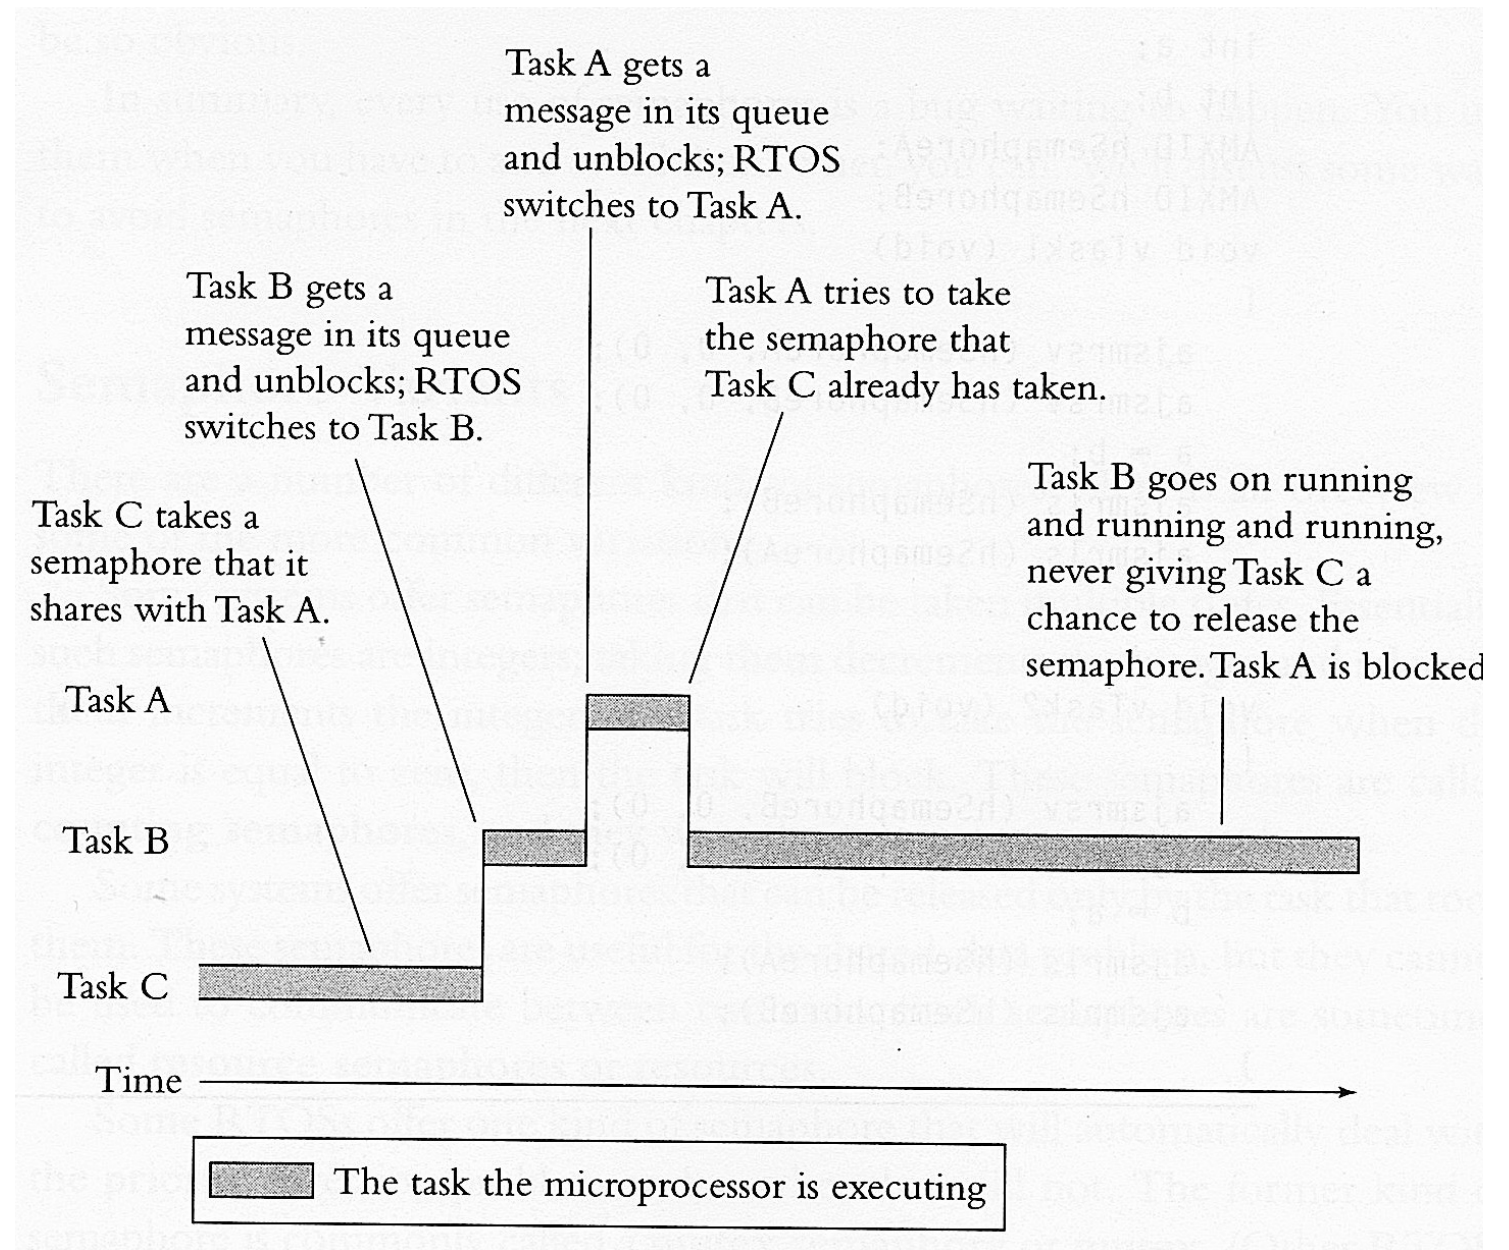 Task A gets a
message in its queue
and unblocks; RTOS
switches to Task A.
Task B gets a
message in its queue
and unblocks; RTOS
switches to Task B.
Task A tries to take
the semaphore that
Task C already has taken.
Task C takes a
semaphore that it
shares with Task A.
Task B goes on running
and running and running,
never giving Task C a
chance to release the
semaphore. Task A is blocked
Task A
Task B
Task C
Time
The task the microprocessor is executing